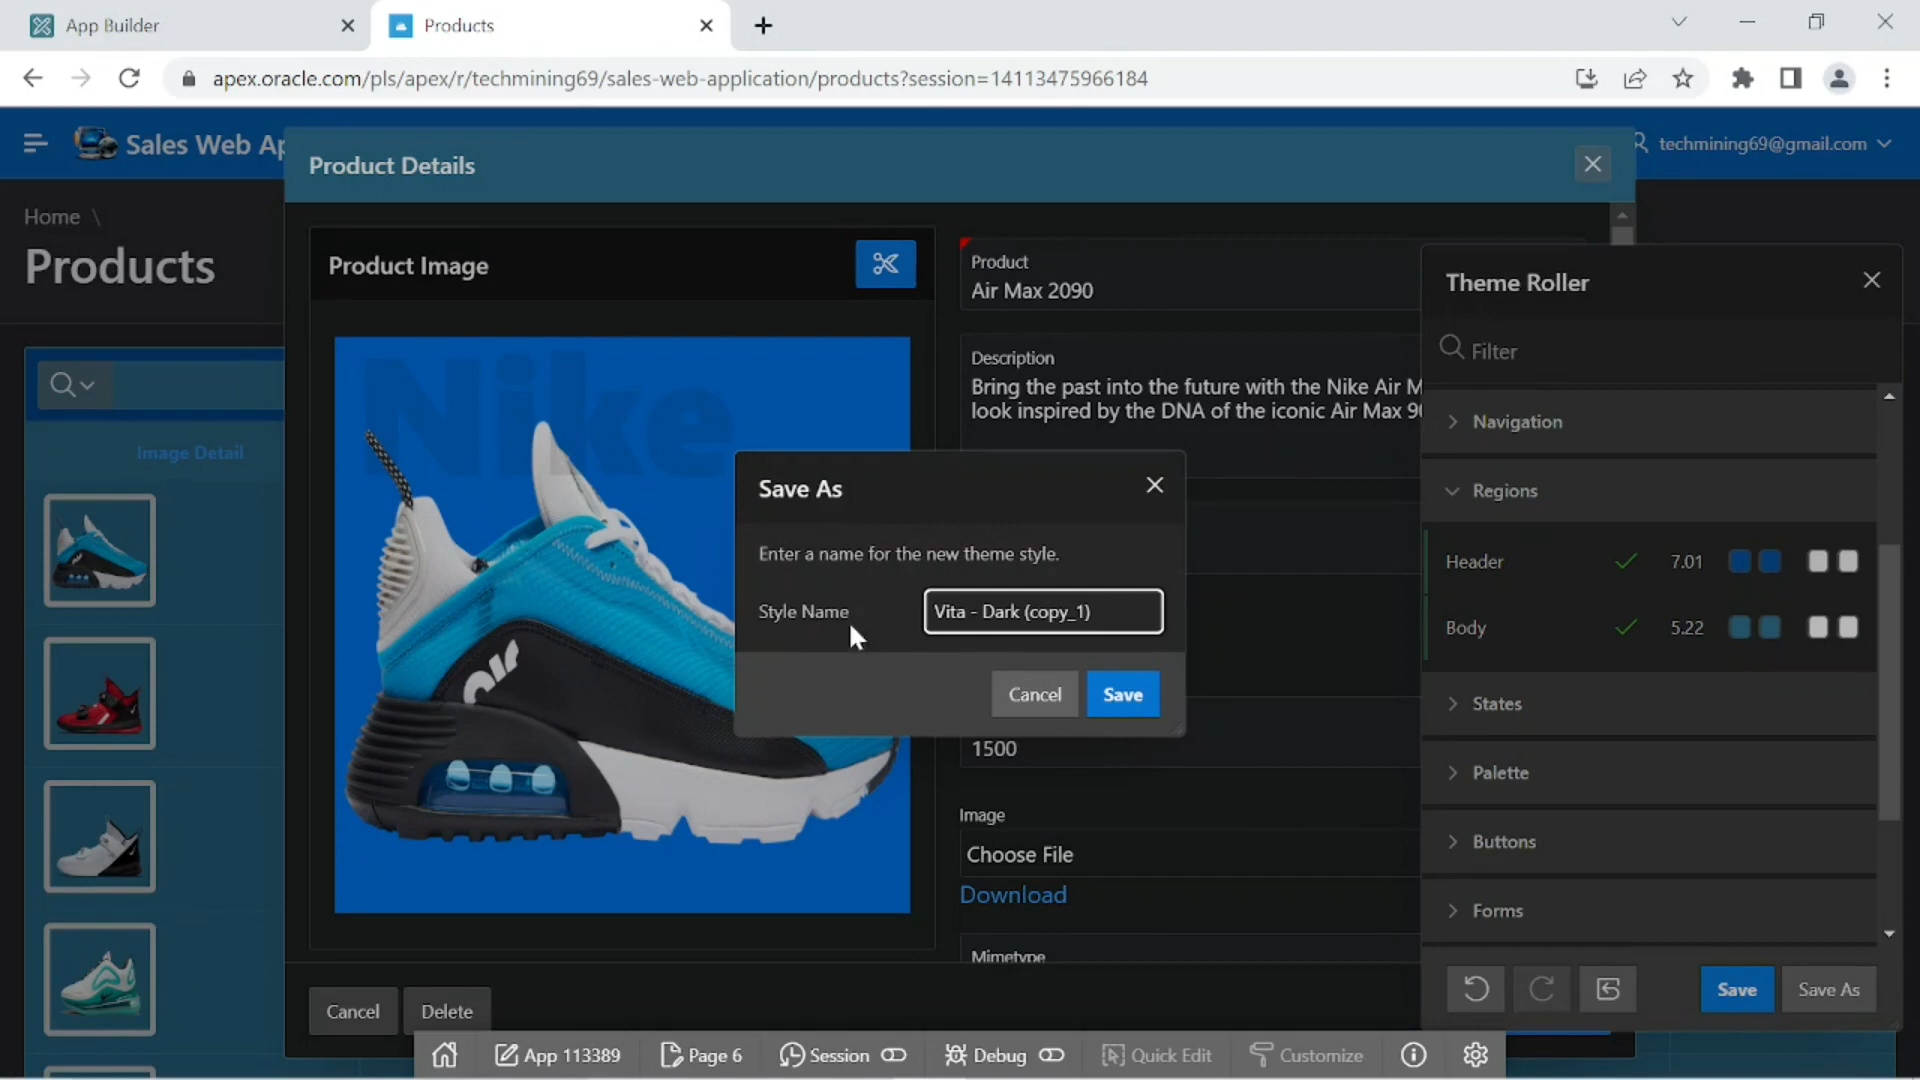 App Builder
Products
apex.oracle.com/pls/apex/r/techmining69/sales-web-application/products?session=14113475966184
Sales Web Ap
techmining69@gmail.com
Product Details
Home \
Products
Product Image
Product
Air Max 2090
Theme Roller
Filter
Description
Bring the past into the future with the Nike Air M
look inspired by the DNA of the iconic Air Max 90
Nike
air
Image Detail
Navigation
Regions
Header 7.01
Body 5.22
States
Palette
Buttons
Forms
Save As
Enter a name for the new theme style.
Style Name Vita - Dark (copy_1)
Cancel Save
1500
Image
Choose File
Download
Mimetype
Save Save As
Cancel Delete
App 113389 Page 6 Session Debug Quick Edit Customize